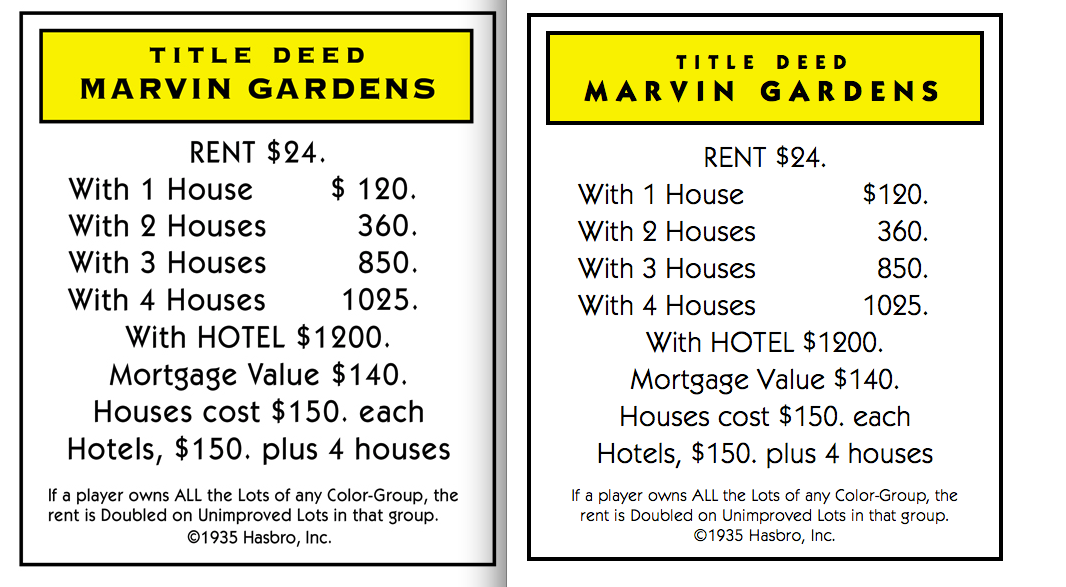 TITLE DEED
MARVIN GARDENS
RENT $24.
With 1 House $ 120.
With 2 Houses 360.
With 3 Houses 850.
With 4 Houses 1025.
With HOTEL $1200.
Mortgage Value $140.
Houses cost $150. each
Hotels, $150. plus 4 houses
If a player owns ALL the Lots of any Color-Group, the
rent is Doubled on Unimproved Lots in that group.
©1935 Hasbro, Inc.
TITLE DEED
MARVIN GARDENS
RENT $24.
With 1 House $120.
With 2 Houses 360.
With 3 Houses 850.
With 4 Houses 1025.
With HOTEL $1200.
Mortgage Value $140.
Houses cost $150. each
Hotels, $150. plus 4 houses
If a player owns ALL the Lots of any Color-Group, the
rent is Doubled on Unimproved Lots in that group.
©1935 Hasbro, Inc.